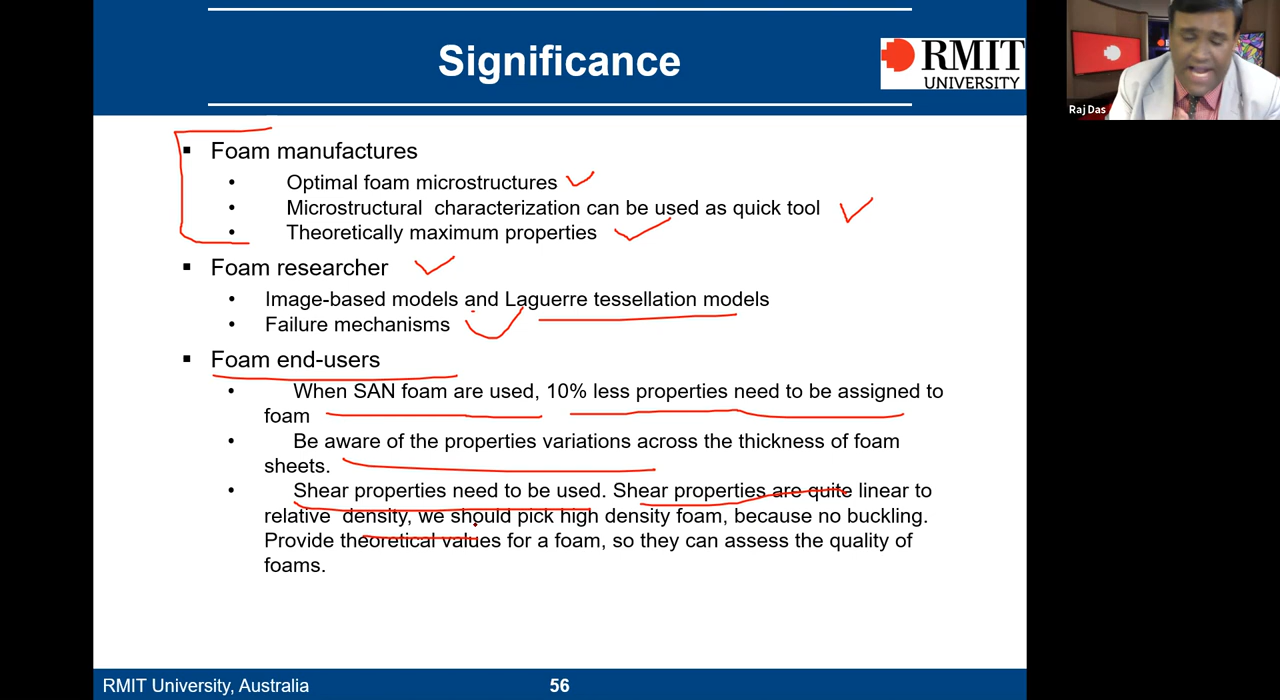 Significance
RMIT
UNIVERSITY
Raj Das
▪ Foam manufactures
• Optimal foam microstructures
• Microstructural characterization can be used as quick tool
• Theoretically maximum properties
▪ Foam researcher
• Image-based models and Laguerre tessellation models
• Failure mechanisms
▪ Foam end-users
• When SAN foam are used, 10% less properties need to be assigned to
foam
• Be aware of the properties variations across the thickness of foam
sheets.
• Shear properties need to be used. Shear properties are quite linear to
relative density, we should pick high density foam, because no buckling.
Provide theoretical values for a foam, so they can assess the quality of
foams.
RMIT University, Australia
56